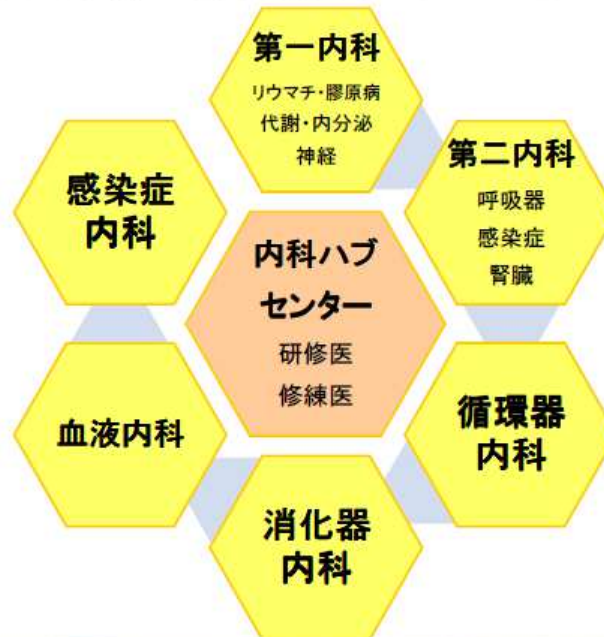 第一内科
リウマチ・膠原病
代謝・内分泌
神経
第二内科
呼吸器
感染症
腎臓
感染症
内科
内科ハブ
センター
研修医
修練医
循環器
内科
血液内科
消化器
内科